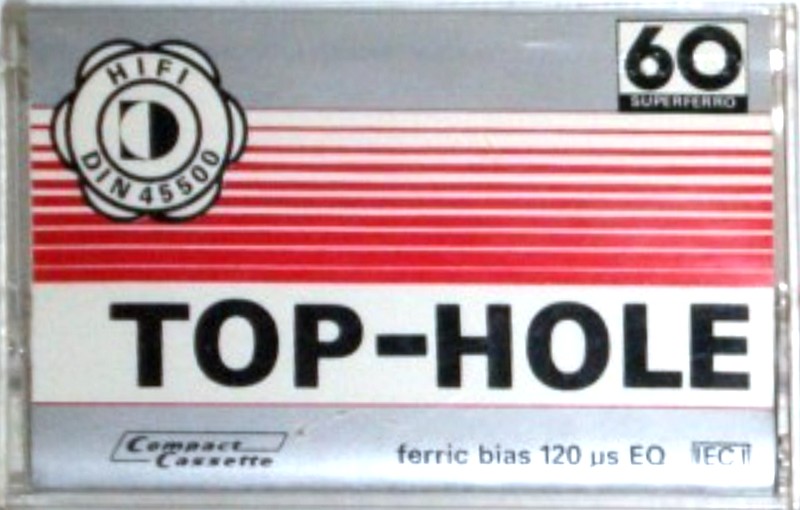 HIFI
DIN 45500
60
SUPERFERRO
TOP-HOLE
Compact
Cassette
ferric bias 120 µs EQ IEC I